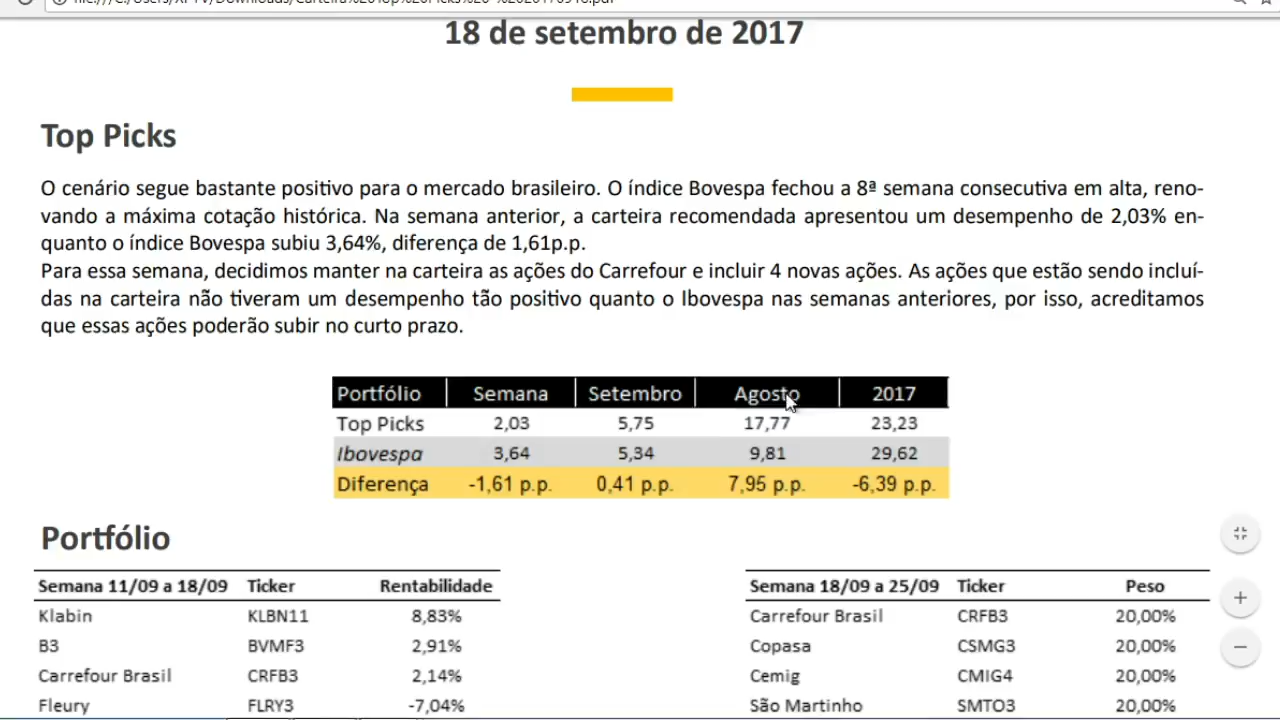 18 de setembro de 2017
Top Picks
O cenário segue bastante positivo para o mercado brasileiro. O índice Bovespa fechou a 8ª semana consecutiva em alta, reno-
vando a máxima cotação histórica. Na semana anterior, a carteira recomendada apresentou um desempenho de 2,03% en-
quanto o índice Bovespa subiu 3,64%, diferença de 1,61p.p.
Para essa semana, decidimos manter na carteira as ações do Carrefour e incluir 4 novas ações. As ações que estão sendo incluí-
das na carteira não tiveram um desempenho tão positivo quanto o Ibovespa nas semanas anteriores, por isso, acreditamos
que essas ações poderão subir no curto prazo.
Portfólio Semana Setembro Agosto 2017
Top Picks 2,03 5,75 17,77 23,23
Ibovespa 3,64 5,34 9,81 29,62
Diferença -1,61 p.p. 0,41 p.p. 7,95 p.p. -6,39 p.p.
Portfólio
Semana 11/09 a 18/09 Ticker Rentabilidade
Klabin KLBN11 8,83%
B3 BVMF3 2,91%
Carrefour Brasil CRFB3 2,14%
Fleury FLRY3 -7,04%
Semana 18/09 a 25/09 Ticker Peso
Carrefour Brasil CRFB3 20,00%
Copasa CSMG3 20,00%
Cemig CMIG4 20,00%
São Martinho SMTO3 20,00%